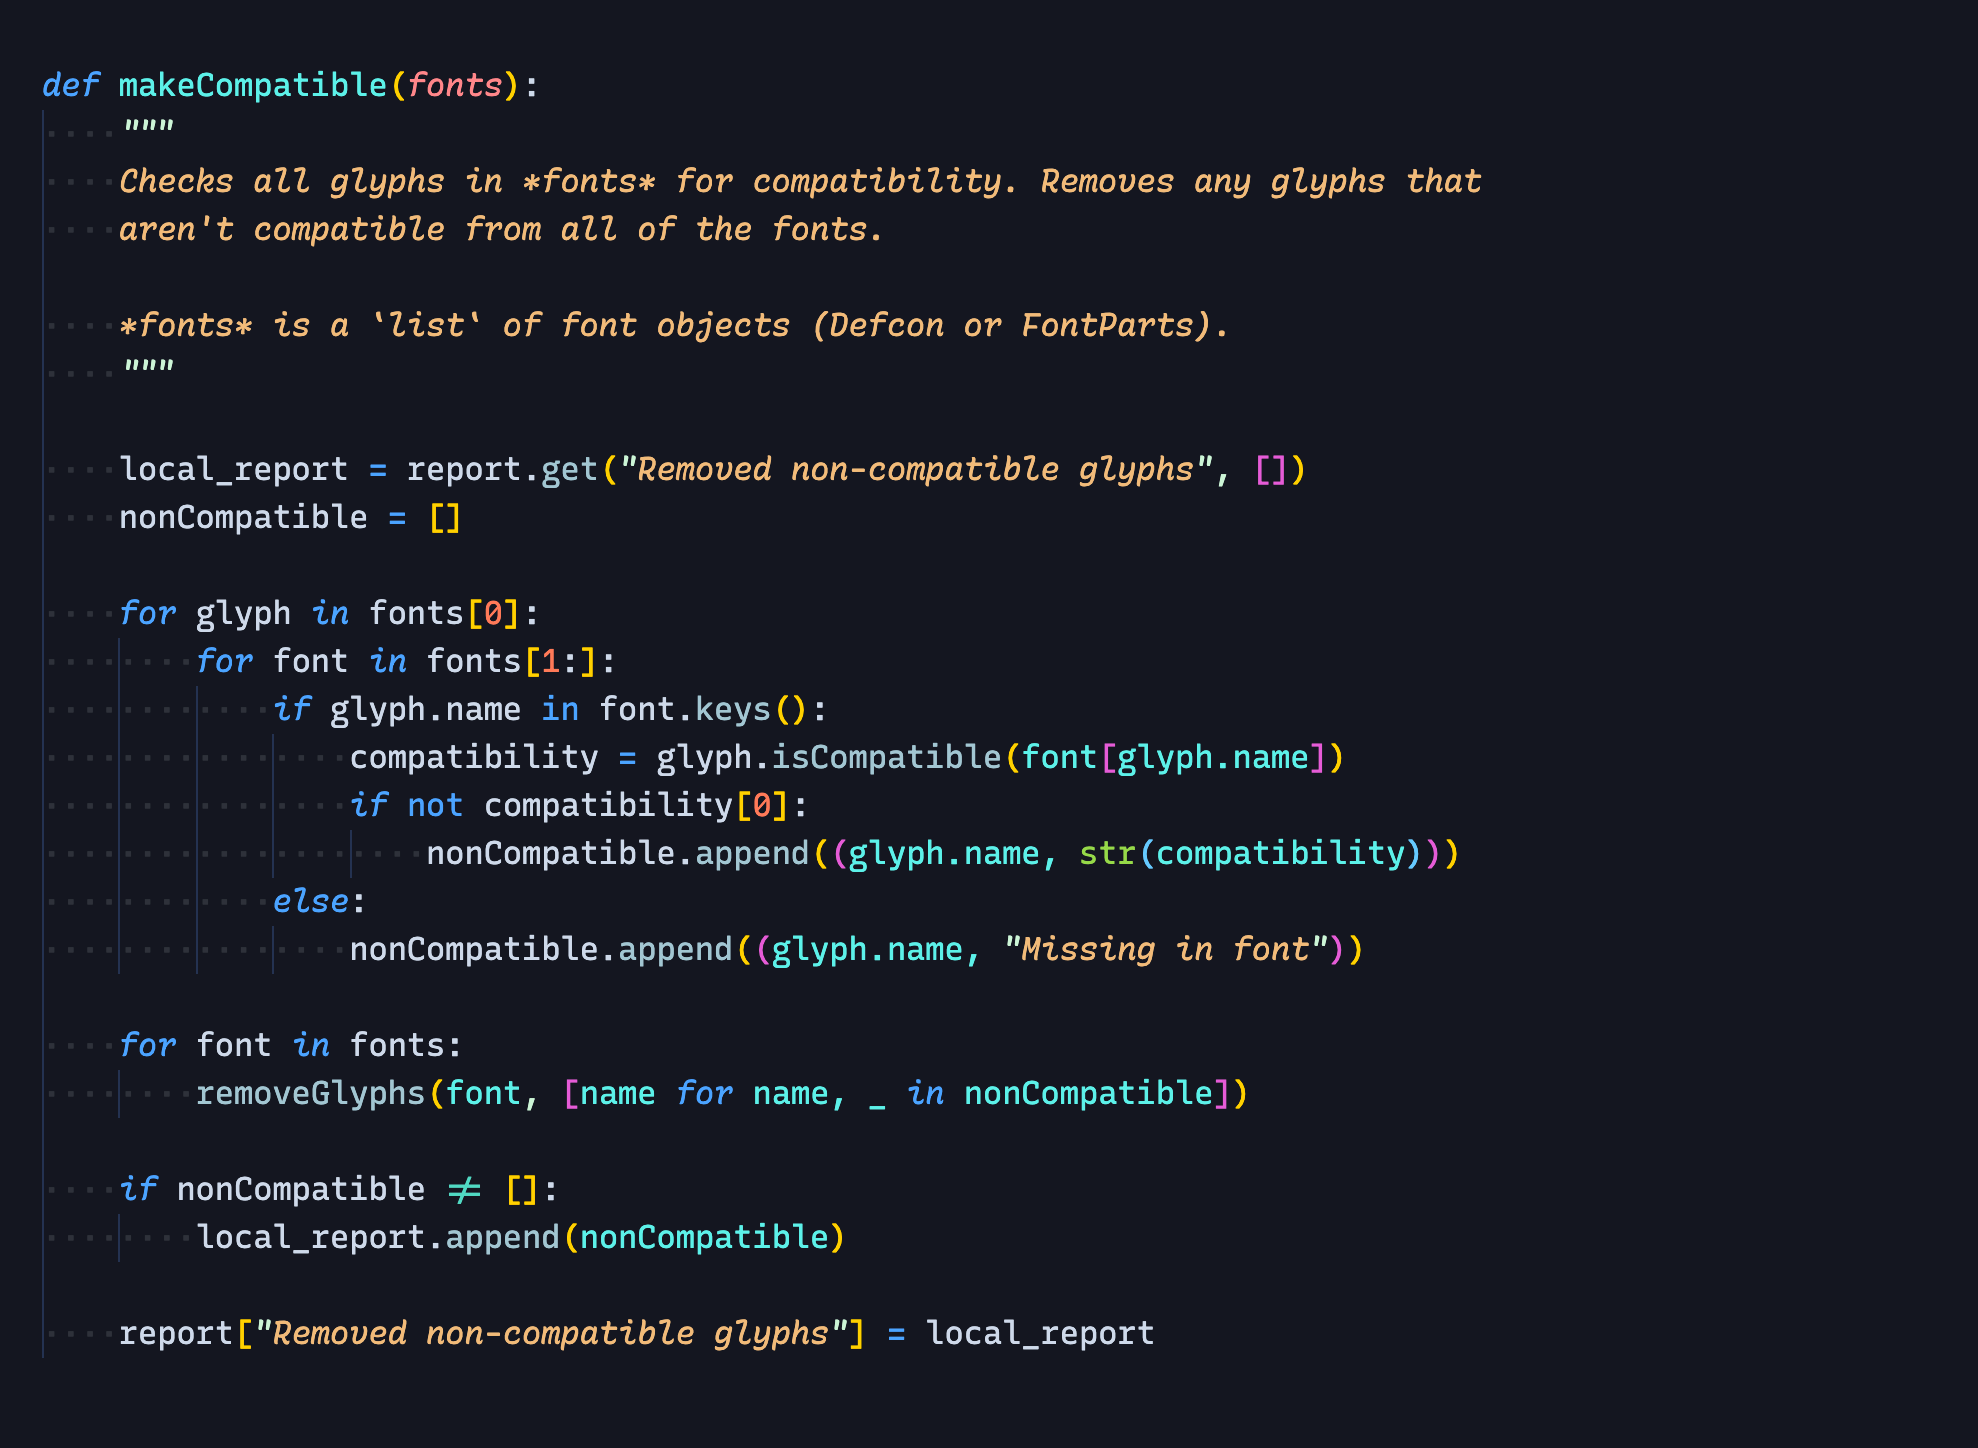 def makeCompatible(fonts):
    """
    Checks all glyphs in *fonts* for compatibility. Removes any glyphs that
    aren't compatible from all of the fonts.

    *fonts* is a `list` of font objects (Defcon or FontParts).
    """

    local_report = report.get("Removed non-compatible glyphs", [])
    nonCompatible = []

    for glyph in fonts[0]:
        for font in fonts[1:]:
            if glyph.name in font.keys():
                compatibility = glyph.isCompatible(font[glyph.name])
                if not compatibility[0]:
                    nonCompatible.append((glyph.name, str(compatibility)))
            else:
                nonCompatible.append((glyph.name, "Missing in font"))

    for font in fonts:
        removeGlyphs(font, [name for name, _ in nonCompatible])

    if nonCompatible != []:
        local_report.append(nonCompatible)

    report["Removed non-compatible glyphs"] = local_report